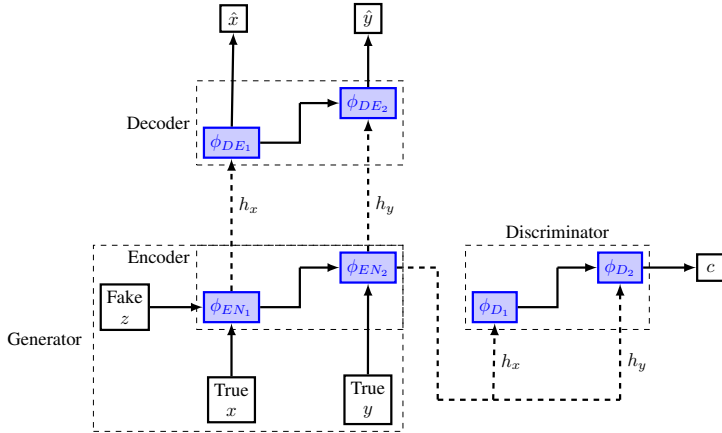 x̂
ŷ
ϕ_{DE_2}
Decoder
ϕ_{DE_1}
h_x
h_y
Discriminator
Encoder
ϕ_{EN_2}
ϕ_{D_2}
c
Fake
z
ϕ_{EN_1}
ϕ_{D_1}
Generator
h_x
h_y
True
x
True
y